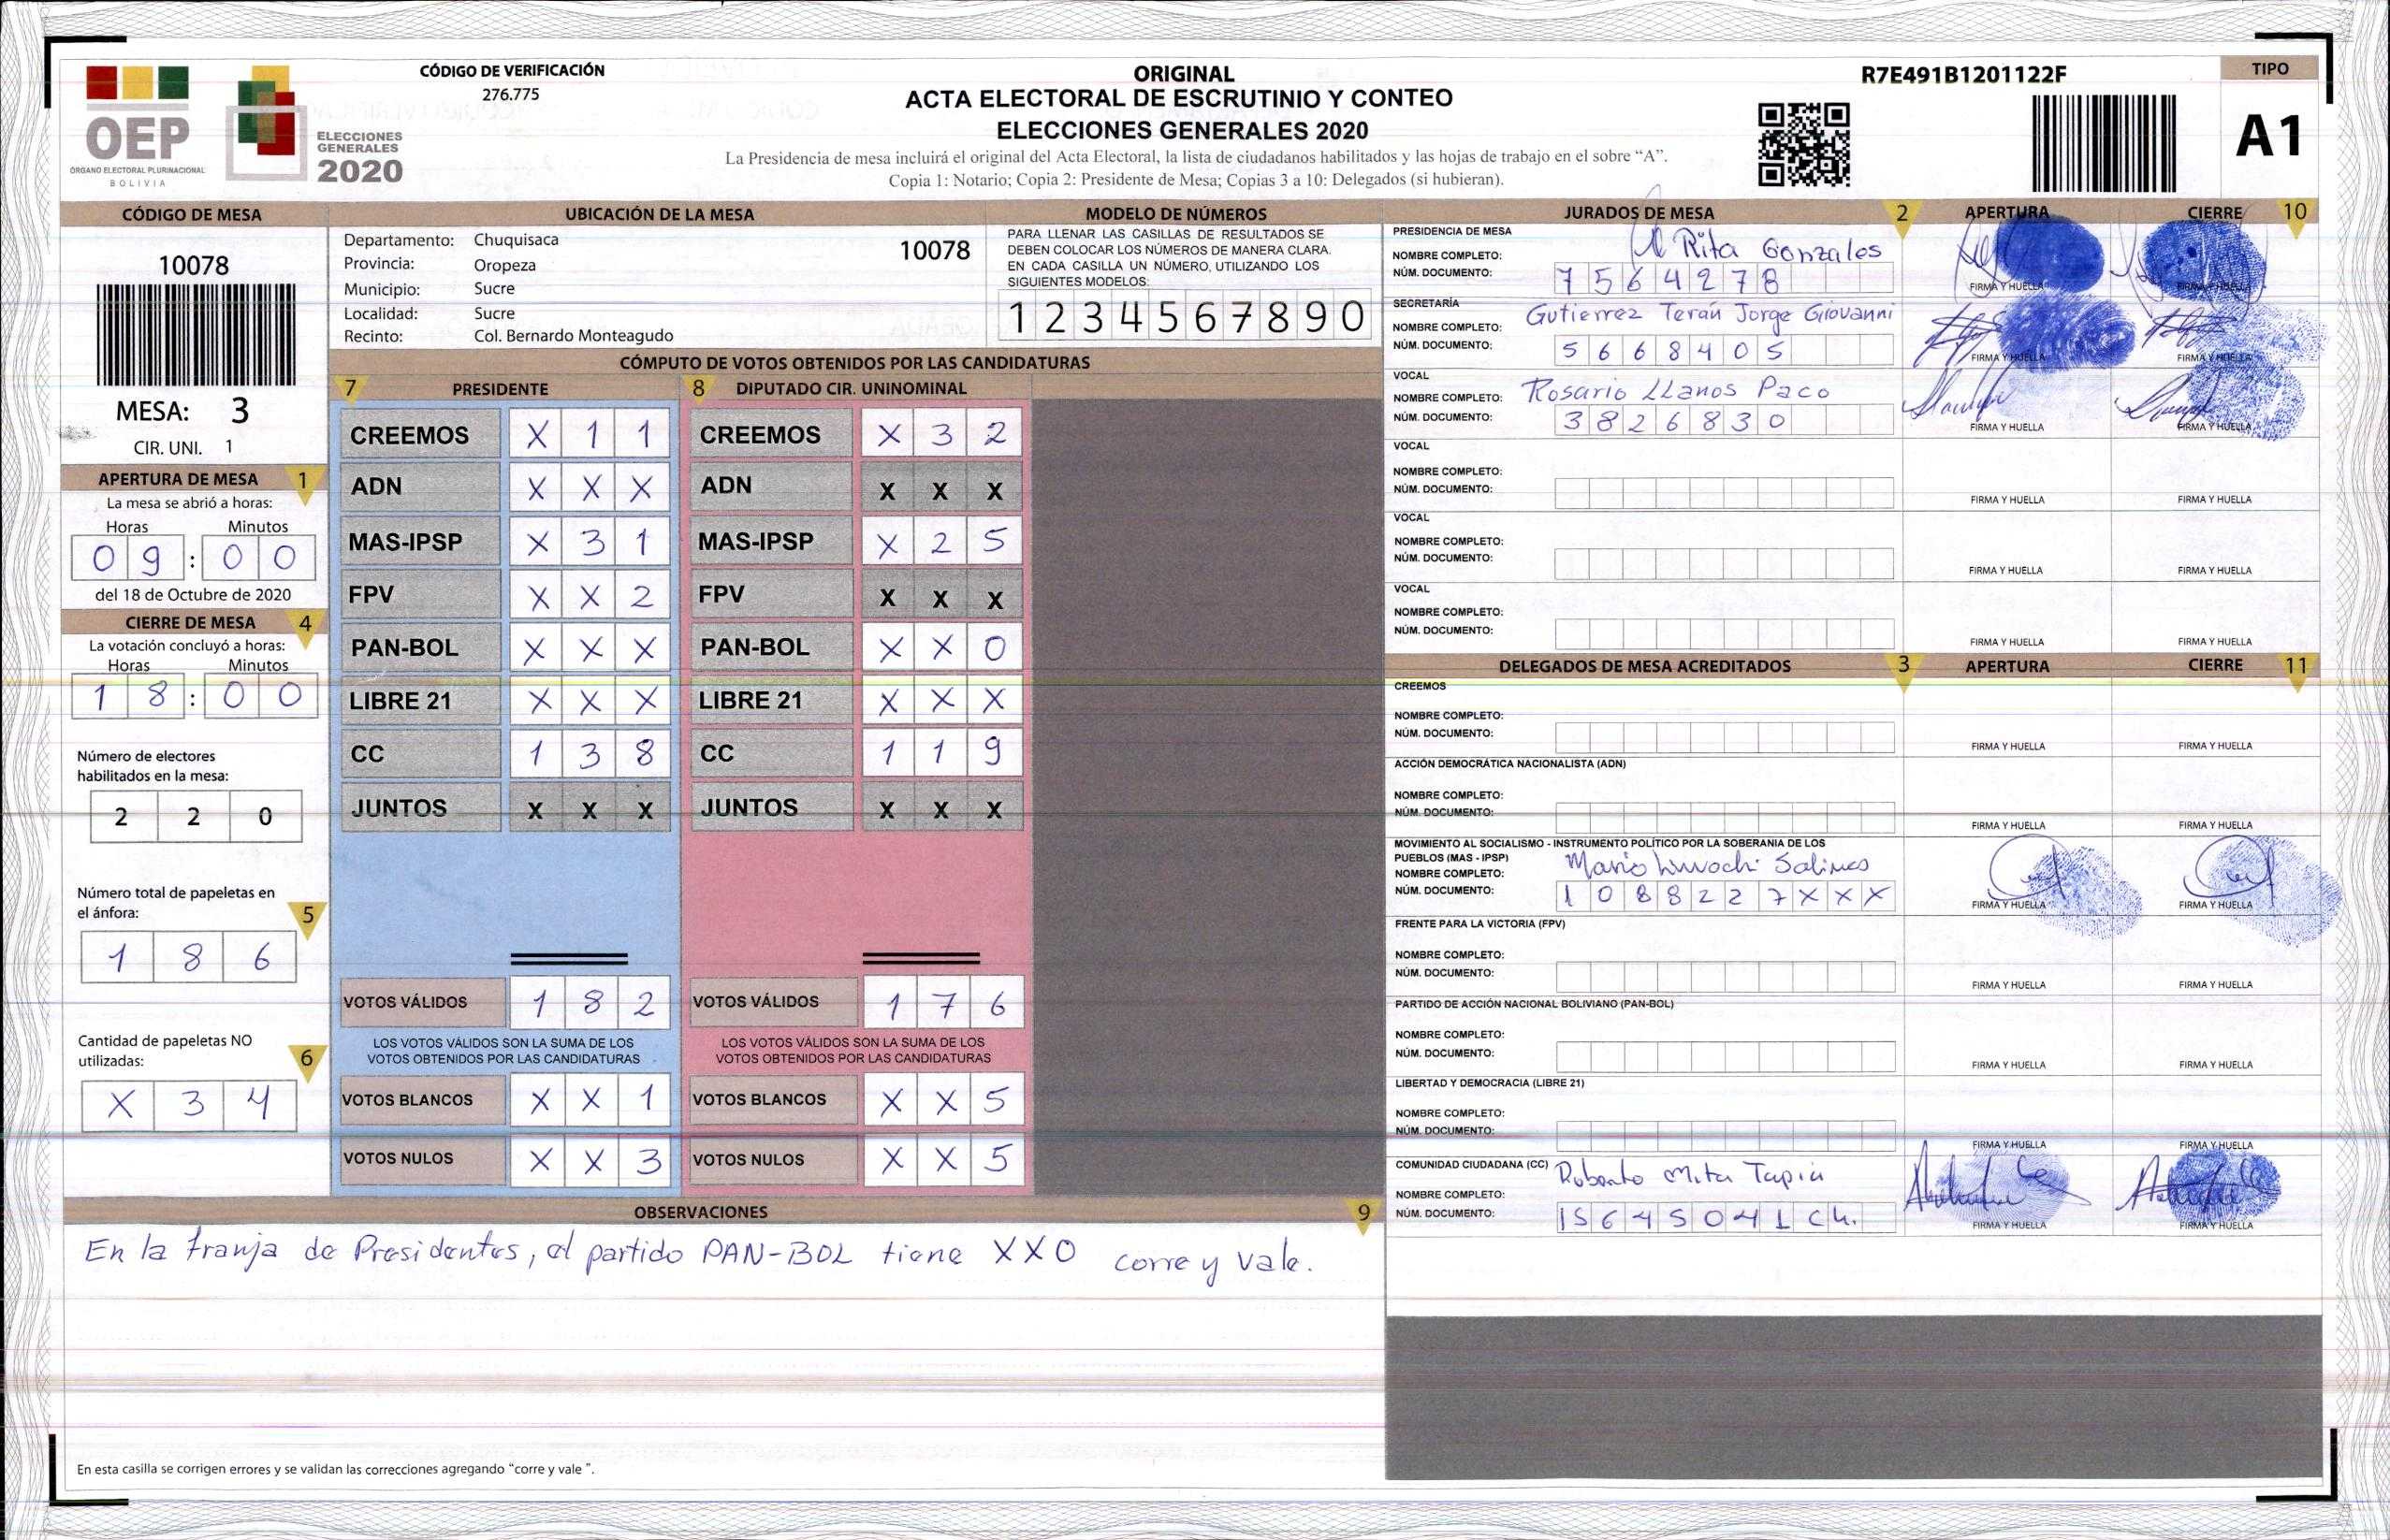 OEP
ÓRGANO ELECTORAL PLURINACIONAL
BOLIVIA
ELECCIONES
GENERALES
2020
CÓDIGO DE VERIFICACIÓN
276.775
ORIGINAL
ACTA ELECTORAL DE ESCRUTINIO Y CONTEO
ELECCIONES GENERALES 2020
La Presidencia de mesa incluirá el original del Acta Electoral, la lista de ciudadanos habilitados y las hojas de trabajo en el sobre “A”.
Copia 1: Notario; Copia 2: Presidente de Mesa; Copias 3 a 10: Delegados (si hubieran).
R7E491B1201122F
TIPO
A1
CÓDIGO DE MESA
10078
MESA: 3
CIR. UNI. 1
APERTURA DE MESA 1
La mesa se abrió a horas:
Horas Minutos
0 9 : 0 0
del 18 de Octubre de 2020
CIERRE DE MESA 4
La votación concluyó a horas:
Horas Minutos
1 8 : 0 0
Número de electores
habilitados en la mesa:
2 2 0
Número total de papeletas en
el ánfora: 5
1 8 6
Cantidad de papeletas NO
utilizadas: 6
X 3 4
UBICACIÓN DE LA MESA
Departamento: Chuquisaca
10078
Provincia: Oropeza
Municipio: Sucre
Localidad: Sucre
Recinto: Col. Bernardo Monteagudo
MODELO DE NÚMEROS
PARA LLENAR LAS CASILLAS DE RESULTADOS SE
DEBEN COLOCAR LOS NÚMEROS DE MANERA CLARA.
EN CADA CASILLA UN NÚMERO, UTILIZANDO LOS
SIGUIENTES MODELOS:
1 2 3 4 5 6 7 8 9 0
CÓMPUTO DE VOTOS OBTENIDOS POR LAS CANDIDATURAS
7 PRESIDENTE
CREEMOS X 1 1
ADN X X X
MAS-IPSP X 3 1
FPV X X 2
PAN-BOL X X X
LIBRE 21 X X X
CC 1 3 8
JUNTOS X X X
VOTOS VÁLIDOS 1 8 2
LOS VOTOS VÁLIDOS SON LA SUMA DE LOS
VOTOS OBTENIDOS POR LAS CANDIDATURAS
VOTOS BLANCOS X X 1
VOTOS NULOS X X 3
8 DIPUTADO CIR. UNINOMINAL
CREEMOS X 3 2
ADN X X X
MAS-IPSP X 2 5
FPV X X X
PAN-BOL X X 0
LIBRE 21 X X X
CC 1 1 9
JUNTOS X X X
VOTOS VÁLIDOS 1 7 6
LOS VOTOS VÁLIDOS SON LA SUMA DE LOS
VOTOS OBTENIDOS POR LAS CANDIDATURAS
VOTOS BLANCOS X X 5
VOTOS NULOS X X 5
OBSERVACIONES 9
En la franja de Presidentes, el partido PAN-BOL tiene XX0 corre y vale.
En esta casilla se corrigen errores y se validan las correcciones agregando “corre y vale ”.
JURADOS DE MESA 2 APERTURA CIERRE 10
PRESIDENCIA DE MESA
NOMBRE COMPLETO: Rita Gonzales
NÚM. DOCUMENTO: 7 5 6 4 2 7 8
FIRMA Y HUELLA FIRMA Y HUELLA
SECRETARÍA
NOMBRE COMPLETO: Gutierrez Terán Jorge Giovanni
NÚM. DOCUMENTO: 5 6 6 8 4 0 5
FIRMA Y HUELLA FIRMA Y HUELLA
VOCAL
NOMBRE COMPLETO: Rosario LLanos Paco
NÚM. DOCUMENTO: 3 8 2 6 8 3 0
FIRMA Y HUELLA FIRMA Y HUELLA
VOCAL
NOMBRE COMPLETO:
NÚM. DOCUMENTO:
FIRMA Y HUELLA FIRMA Y HUELLA
VOCAL
NOMBRE COMPLETO:
NÚM. DOCUMENTO:
FIRMA Y HUELLA FIRMA Y HUELLA
VOCAL
NOMBRE COMPLETO:
NÚM. DOCUMENTO:
FIRMA Y HUELLA FIRMA Y HUELLA
DELEGADOS DE MESA ACREDITADOS 3 APERTURA CIERRE 11
CREEMOS
NOMBRE COMPLETO:
NÚM. DOCUMENTO:
FIRMA Y HUELLA FIRMA Y HUELLA
ACCIÓN DEMOCRÁTICA NACIONALISTA (ADN)
NOMBRE COMPLETO:
NÚM. DOCUMENTO:
FIRMA Y HUELLA FIRMA Y HUELLA
MOVIMIENTO AL SOCIALISMO - INSTRUMENTO POLÍTICO POR LA SOBERANIA DE LOS
PUEBLOS (MAS - IPSP)
NOMBRE COMPLETO: Mario Salinas
NÚM. DOCUMENTO: 1 0 8 8 2 2 7 X X X
FIRMA Y HUELLA FIRMA Y HUELLA
FRENTE PARA LA VICTORIA (FPV)
NOMBRE COMPLETO:
NÚM. DOCUMENTO:
FIRMA Y HUELLA FIRMA Y HUELLA
PARTIDO DE ACCIÓN NACIONAL BOLIVIANO (PAN-BOL)
NOMBRE COMPLETO:
NÚM. DOCUMENTO:
FIRMA Y HUELLA FIRMA Y HUELLA
LIBERTAD Y DEMOCRACIA (LIBRE 21)
NOMBRE COMPLETO:
NÚM. DOCUMENTO:
FIRMA Y HUELLA FIRMA Y HUELLA
COMUNIDAD CIUDADANA (CC)
NOMBRE COMPLETO: Roberto Mita Tapia
NÚM. DOCUMENTO: 1 5 6 4 5 0 4 1 Ch.
FIRMA Y HUELLA FIRMA Y HUELLA